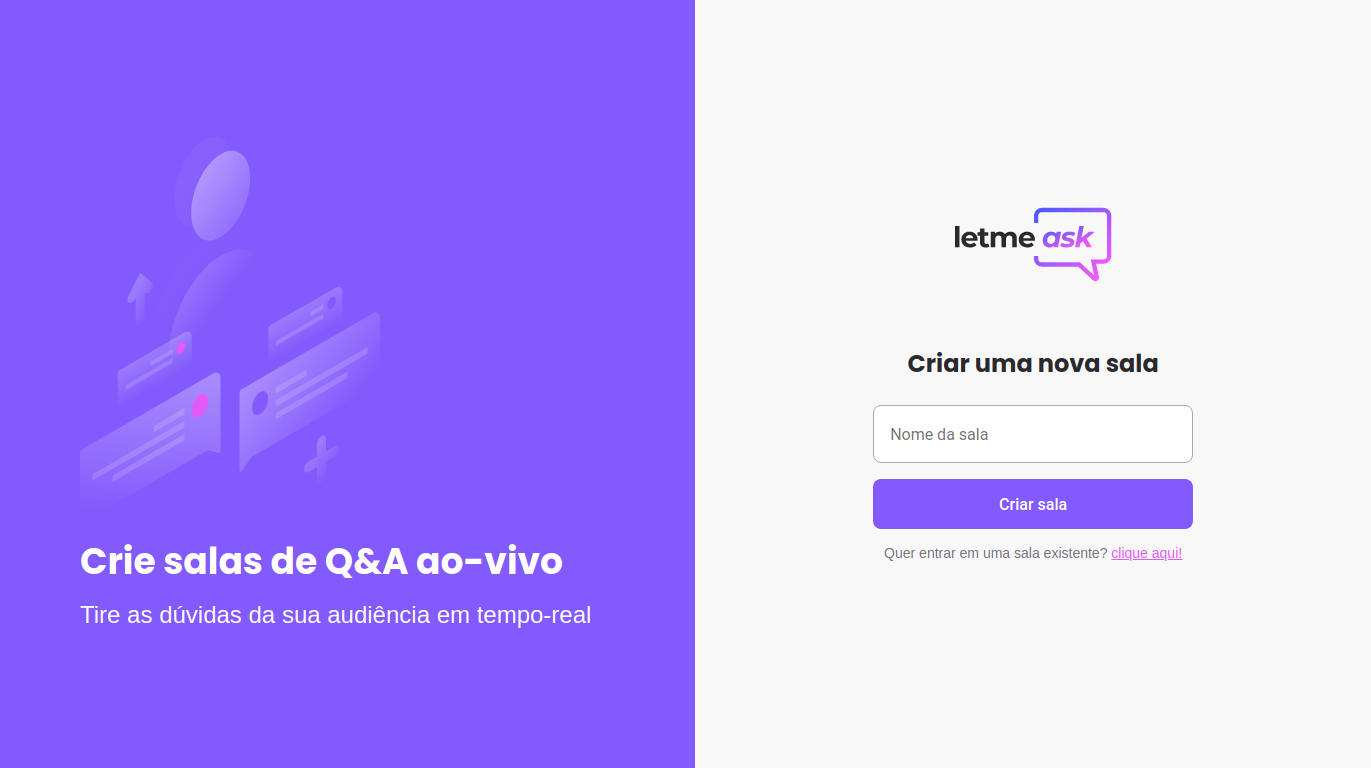 Crie salas de Q&A ao-vivo
Tire as dúvidas da sua audiência em tempo-real
letme ask
Criar uma nova sala
Nome da sala
Criar sala
Quer entrar em uma sala existente? clique aqui!